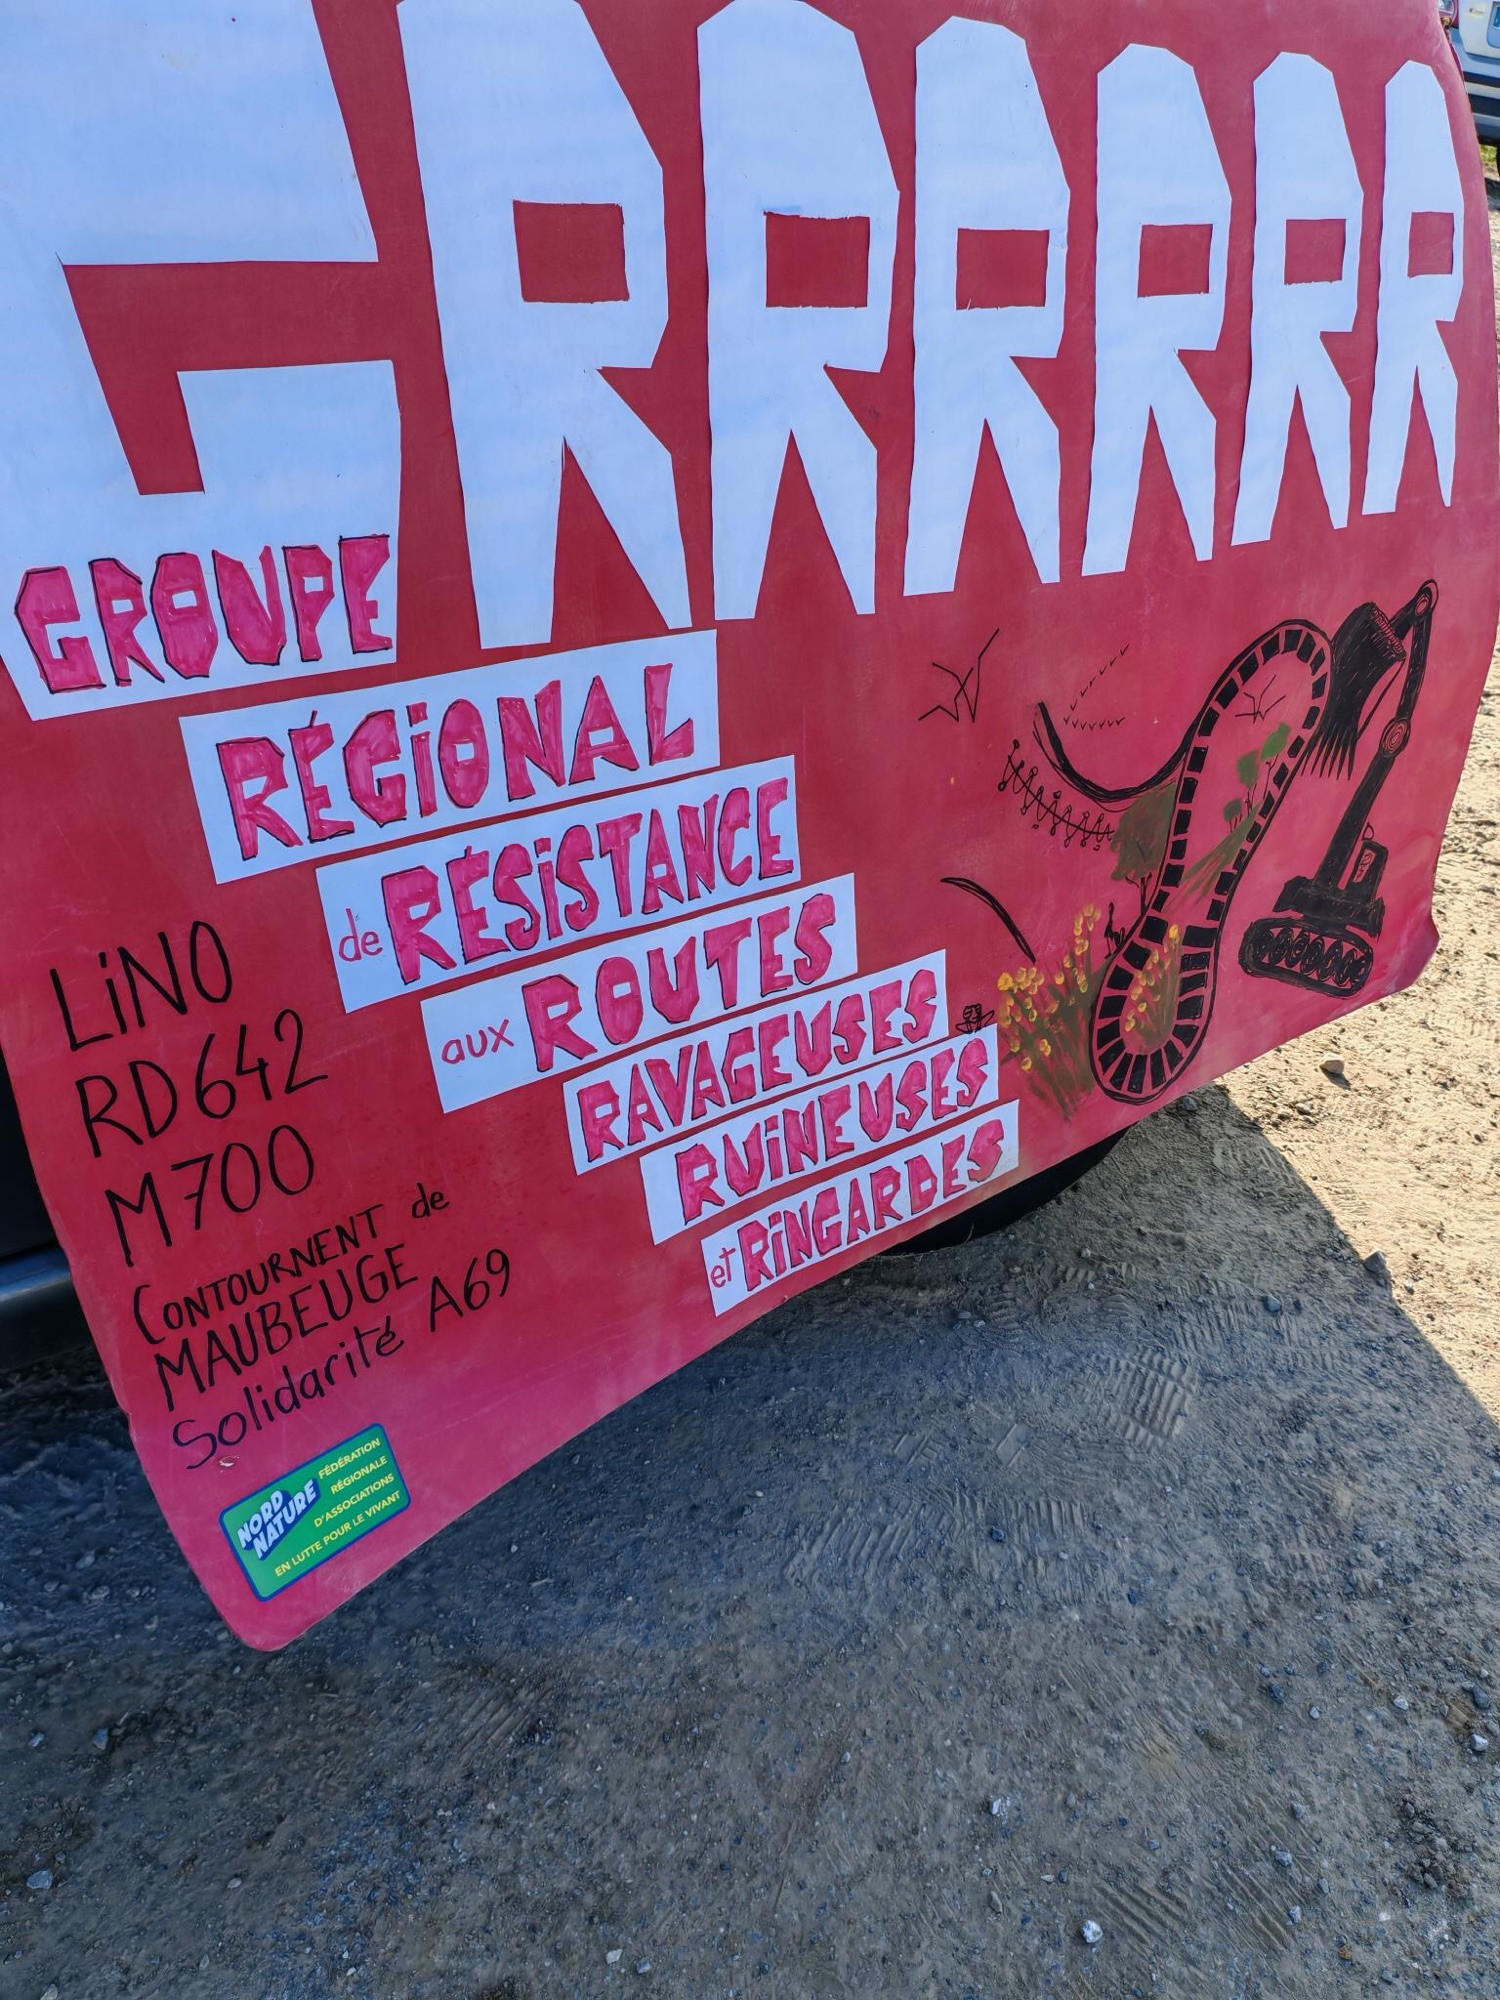 GRRRRRR
GROUPE
RÉGIONAL
de RÉSISTANCE
aux ROUTES
RAVAGEUSES
RUINEUSES
et RINGARDES
LiNO
RD642
M700
CONTOURNENT de
MAUBEUGE
Solidarité A69
NORD
NATURE
FÉDÉRATION
RÉGIONALE
D'ASSOCIATIONS
EN LUTTE POUR LE VIVANT